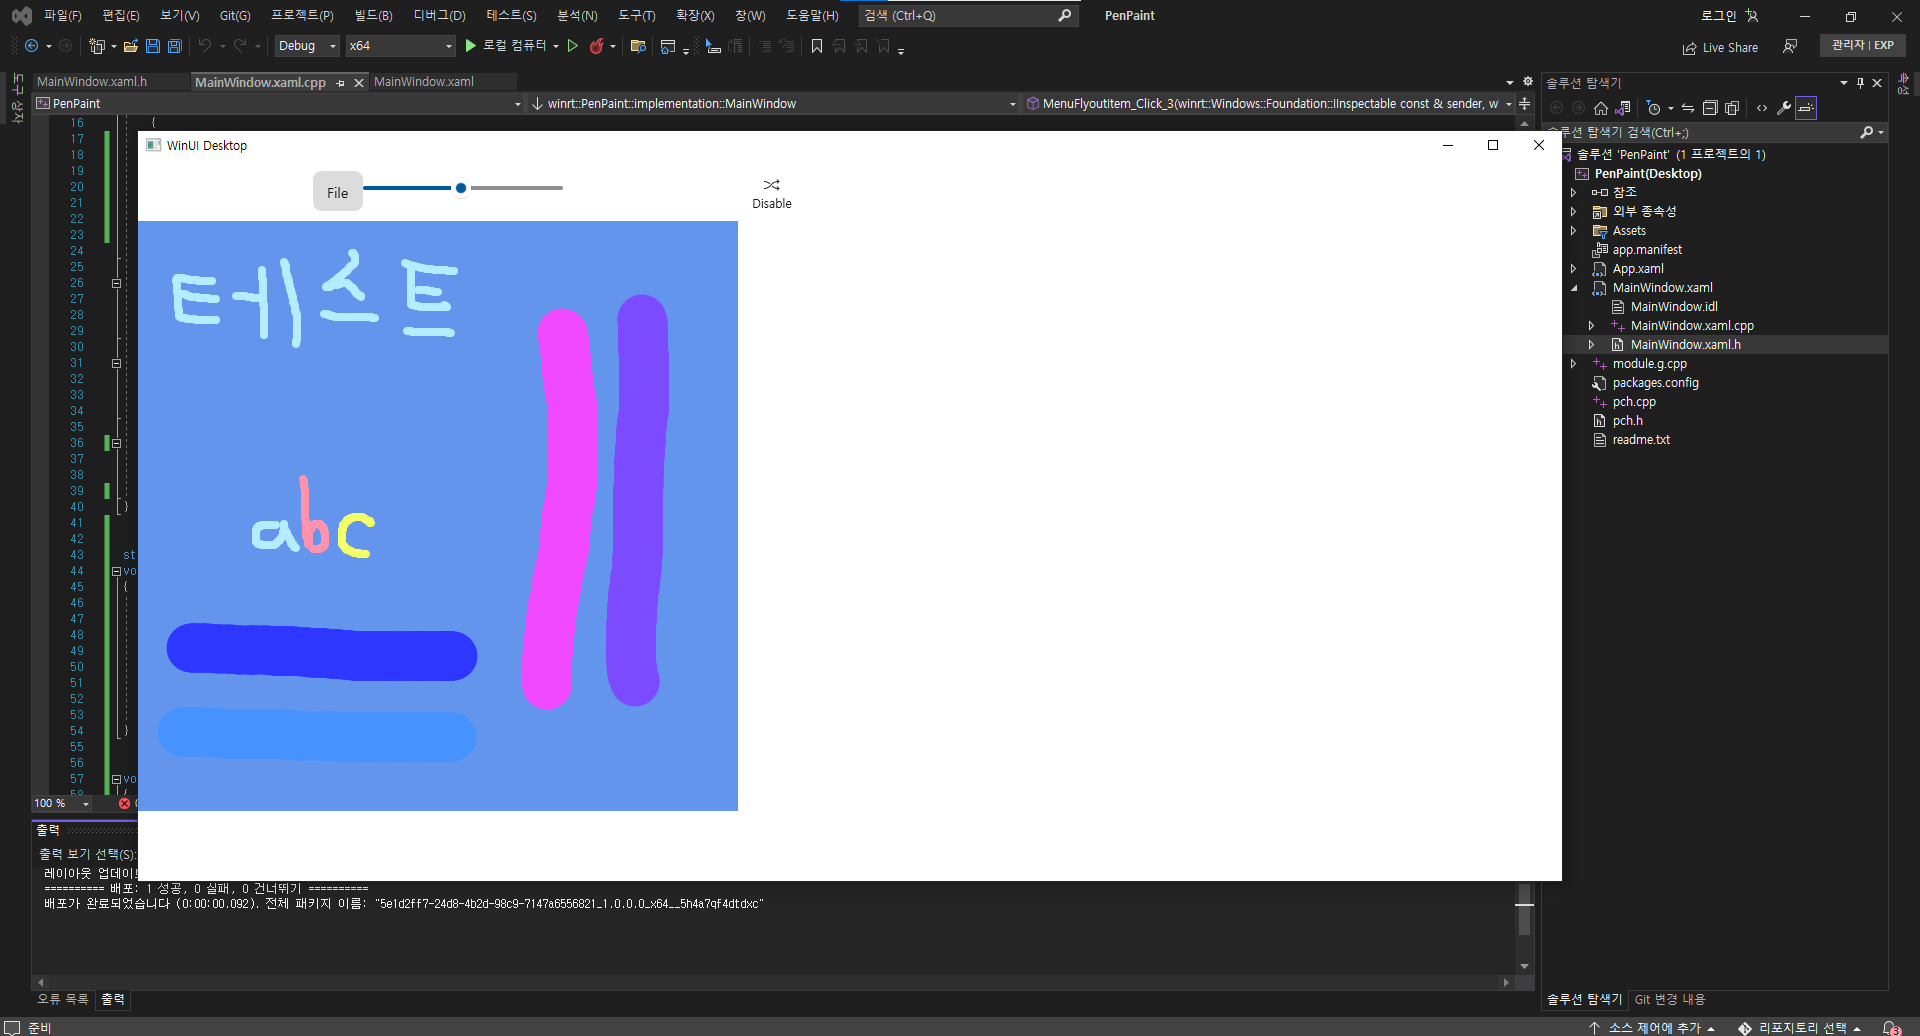 파일(F) 편집(E) 보기(V) Git(G) 프로젝트(P) 빌드(B) 디버그(D) 테스트(S) 분석(N) 도구(T) 확장(X) 창(W) 도움말(H) 검색 (Ctrl+Q) PenPaint 로그인
Debug x64 로컬 컴퓨터 Live Share 관리자 | EXP
MainWindow.xaml.h MainWindow.xaml.cpp MainWindow.xaml
PenPaint winrt::PenPaint::implementation::MainWindow MenuFlyoutItem_Click_3(winrt::Windows::Foundation::IInspectable const & sender, w
16 {
17
18
19
20
21
22
23
24
25
26
27
28
29
30
31
32
33
34
35
36
37
38
39
40 }
41
42
43 st
44 vo
45 {
46
47
48
49
50
51
52
53
54 }
55
56
57 vo
58 {
WinUI Desktop
File
Disable
테스트
abc
100 %
출력
출력 보기 선택(S):
레이아웃 업데이트
========== 배포: 1 성공, 0 실패, 0 건너뛰기 ==========
배포가 완료되었습니다 (0:00:00.092). 전체 패키지 이름: "5e1d2ff7-24d8-4b2d-98c9-7147a6556821_1.0.0.0_x64__5h4a7qf4dtdxc"
오류 목록 출력
준비
도구 상자
솔루션 탐색기
솔루션 탐색기 검색(Ctrl+;)
솔루션 'PenPaint' (1 프로젝트의 1)
PenPaint(Desktop)
참조
외부 종속성
Assets
app.manifest
App.xaml
MainWindow.xaml
MainWindow.idl
MainWindow.xaml.cpp
MainWindow.xaml.h
module.g.cpp
packages.config
pch.cpp
pch.h
readme.txt
솔루션 탐색기 Git 변경 내용
속성
소스 제어에 추가 리포지토리 선택 3